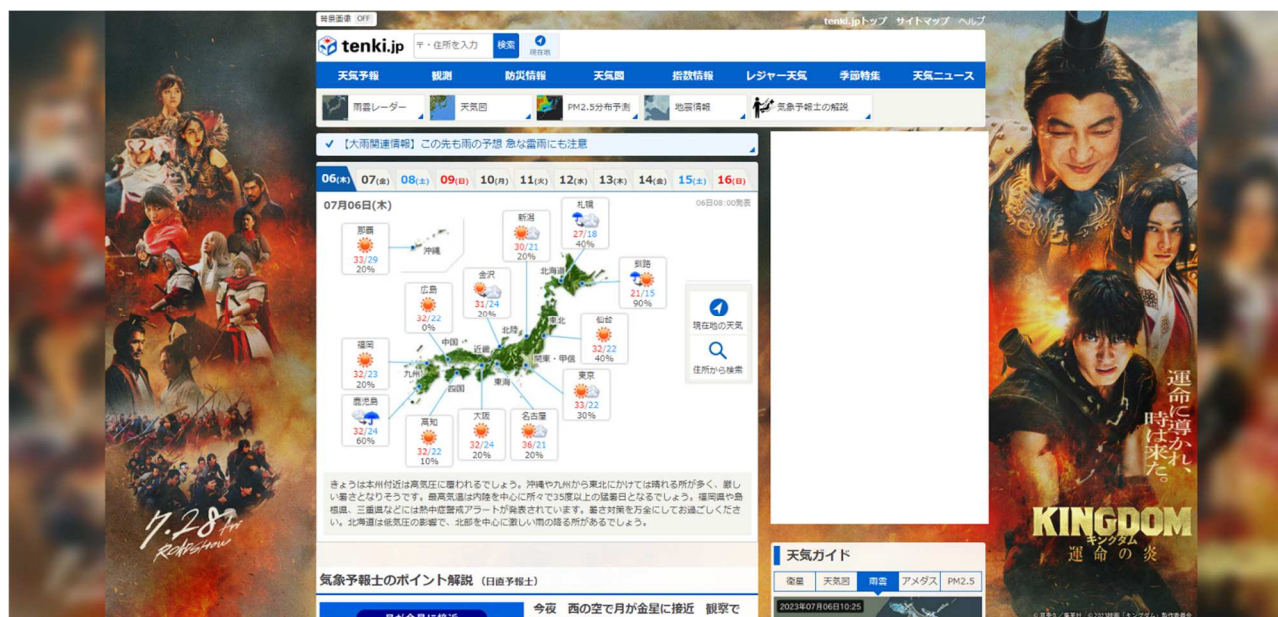 背景画像 OFF
tenki.jpトップ サイトマップ ヘルプ
tenki.jp
〒・住所を入力
検索
現在地
天気予報 観測 防災情報 天気図 指数情報 レジャー天気 季節特集 天気ニュース
雨雲レーダー 天気図 PM2.5分布予測 地震情報 気象予報士の解説
【大雨関連情報】この先も雨の予想 急な雷雨にも注意
06(木) 07(金) 08(土) 09(日) 10(月) 11(火) 12(水) 13(木) 14(金) 15(土) 16(日)
07月06日(木)
06日08:00発表
那覇
33/29
20%
沖縄
新潟
30/21
20%
札幌
27/18
40%
北海道
釧路
21/15
90%
金沢
31/24
20%
広島
32/22
0%
仙台
32/22
40%
東北
北陸
中国
近畿
関東・甲信
福岡
32/23
20%
九州
四国
東海
東京
33/22
30%
鹿児島
32/24
60%
高知
32/22
10%
大阪
32/24
20%
名古屋
36/21
20%
現在地の天気
住所から検索
きょうは本州付近は高気圧に覆われるでしょう。沖縄や九州から東北にかけては晴れる所が多く、厳し
い暑さとなりそうです。最高気温は内陸を中心に所々で35度以上の猛暑日となるでしょう。福岡県や島
根県、三重県などには熱中症警戒アラートが発表されています。暑さ対策を万全にしてお過ごしくださ
い。北海道は低気圧の影響で、北部を中心に激しい雨の降る所があるでしょう。
気象予報士のポイント解説 (日直予報士)
今夜 西の空で月が金星に接近 観察で
月が金星に接近
天気ガイド
衛星 天気図 雨雲 アメダス PM2.5
2023年07月06日10:25
7.28 Fri
ROADSHOW
運命に導かれ、
時は来た。
KINGDOM
キングダム
運命の炎